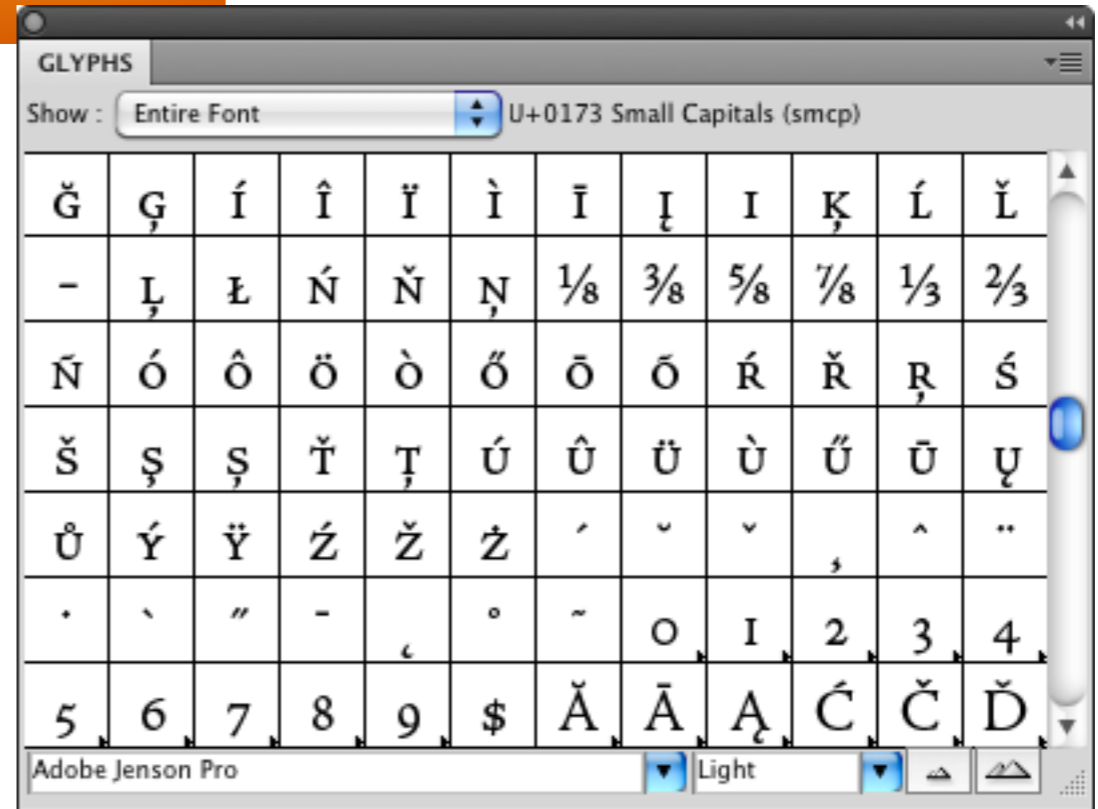 GLYPHS
Show : Entire Font U+0173 Small Capitals (smcp)
Ğ Ģ Í Î Ï Ì Ī Į I Ķ Ĺ Ľ
- Ļ Ł Ń Ň Ņ ⅛ ⅜ ⅝ ⅞ ⅓ ⅔
Ñ Ó Ô Ö Ò Ő Ō Õ Ŕ Ř Ŗ Ś
Š Ş Ș Ť Ț Ú Û Ü Ù Ű Ū Ų
Ů Ý Ÿ Ź Ž Ż ´ ˘ ˇ ¸ ˆ ¨
˙ ` ˝ ¯ ˛ ˚ ˜ 0 1 2 3 4
5 6 7 8 9 $ Ă Ā Ą Ć Č Ď
Adobe Jenson Pro Light